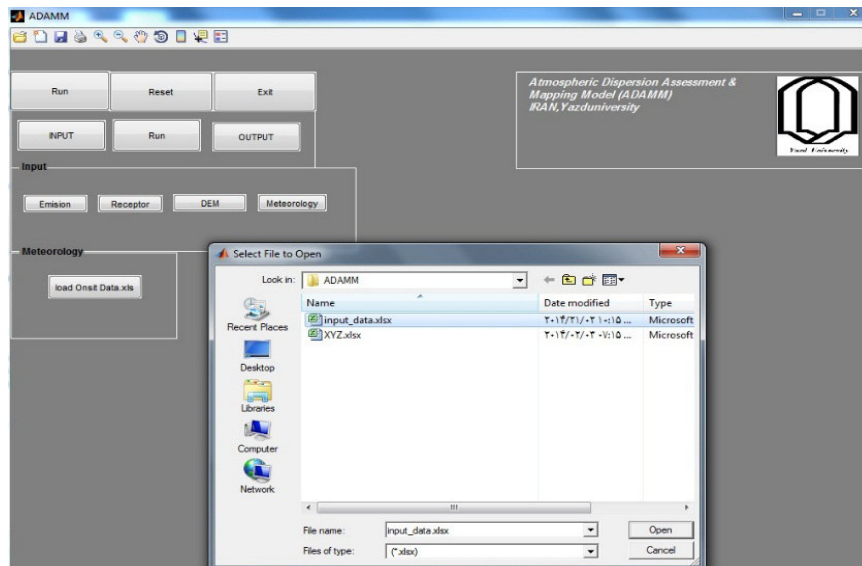 ADAMM
Run
Reset
Exit
Atmospheric Dispersion Assessment &
Mapping Model (ADAMM)
IRAN,Yazduniversity
Yazd University
INPUT
Run
OUTPUT
Input
Emision
Receptor
DEM
Meteorology
Meteorology
load Onsit Data.xls
Select File to Open
Look in:
ADAMM
Name
Date modified
Type
input_data.xlsx
Microsoft
XYZ.xlsx
Microsoft
Recent Places
Desktop
Libraries
Computer
Network
File name:
input_data.xlsx
Open
Files of type:
(*.xlsx)
Cancel